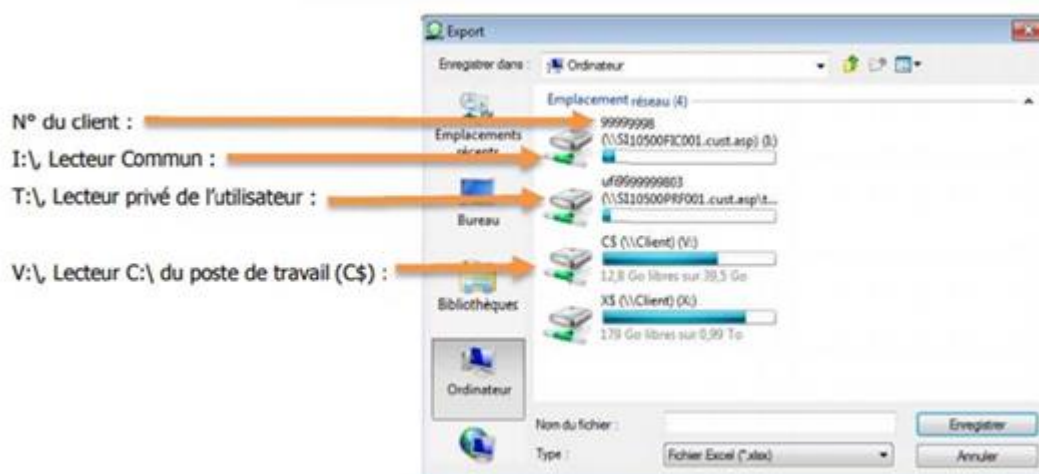 Export
Enregistrer dans :
Ordinateur
Emplacement réseau (4)
N° du client :
99999998
(\\SI10500FIC001.cust.asp) (I:)
Emplacements
récents
I:\, Lecteur Commun :
T:\, Lecteur privé de l'utilisateur :
ufi9999999803
(\\SI10500PRF001.cust.asp\t...
Bureau
V:\, Lecteur C:\ du poste de travail (C$) :
C$ (\\Client) (V:)
12,8 Go libres sur 39,5 Go
Bibliothèques
X$ (\\Client) (X:)
178 Go libres sur 0,99 To
Ordinateur
Nom du fichier :
Enregistrer
Type :
Fichier Excel (*.xlsx)
Annuler